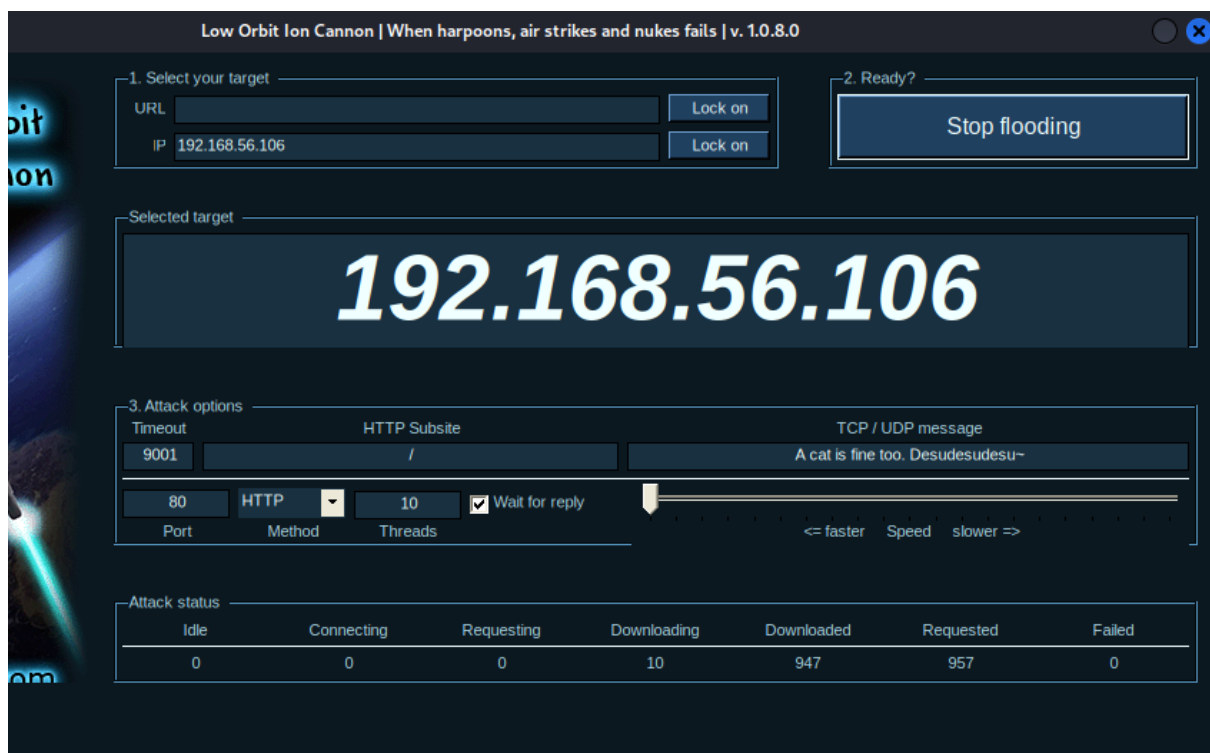 Low Orbit Ion Cannon | When harpoons, air strikes and nukes fails | v. 1.0.8.0
1. Select your target
URL Lock on
IP 192.168.56.106 Lock on
2. Ready?
Stop flooding
Selected target
192.168.56.106
3. Attack options
Timeout HTTP Subsite TCP / UDP message
9001 / A cat is fine too. Desudesudesu~
80 HTTP 10 Wait for reply
Port Method Threads <= faster Speed slower =>
Attack status
Idle Connecting Requesting Downloading Downloaded Requested Failed
0 0 0 10 947 957 0